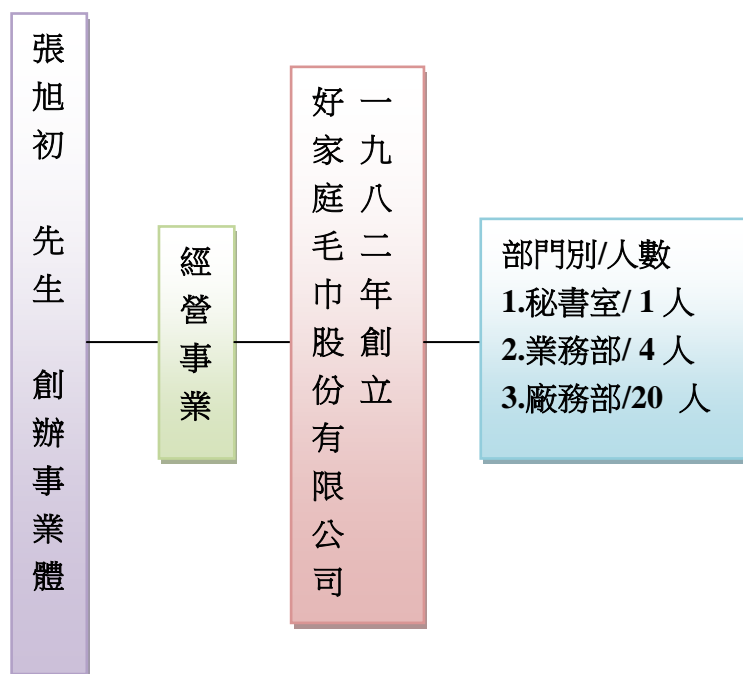 張旭初 先生 創辦事業體
經營事業
一九八二年創立
好家庭毛巾股份有限公司
部門別/人數
1.秘書室/ 1 人
2.業務部/ 4 人
3.廠務部/20 人